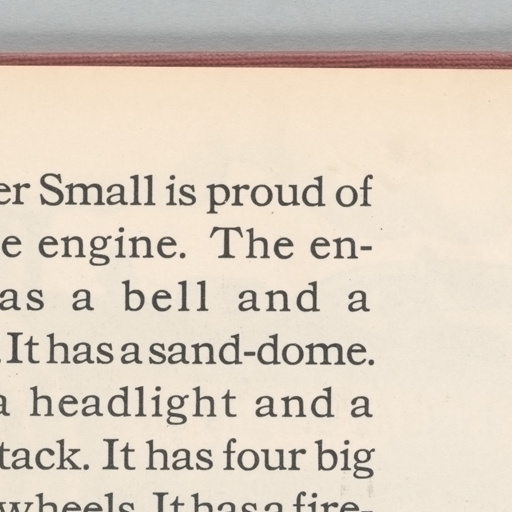 er Small is proud of
e engine. The en-
as a bell and a
. It has a sand-dome.
a headlight and a
tack. It has four big
wheels. It has a fire-